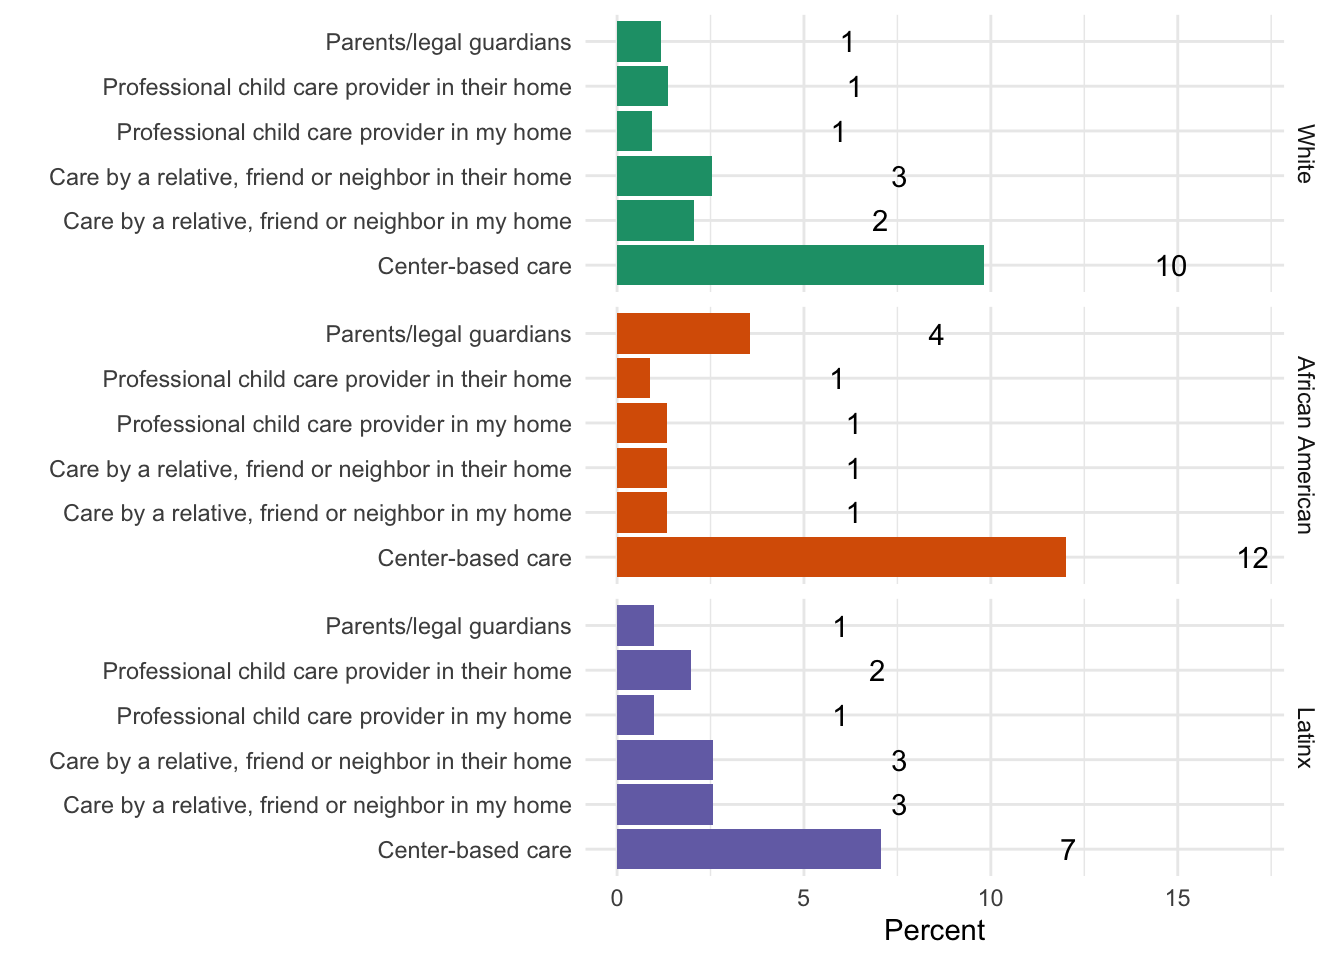 Parents/legal guardians 1
Professional child care provider in their home 1
Professional child care provider in my home 1
Care by a relative, friend or neighbor in their home 3
Care by a relative, friend or neighbor in my home 2
Center-based care 10
White
Parents/legal guardians 4
Professional child care provider in their home 1
Professional child care provider in my home 1
Care by a relative, friend or neighbor in their home 1
Care by a relative, friend or neighbor in my home 1
Center-based care 12
African American
Parents/legal guardians 1
Professional child care provider in their home 2
Professional child care provider in my home 1
Care by a relative, friend or neighbor in their home 3
Care by a relative, friend or neighbor in my home 3
Center-based care 7
Latinx
0 5 10 15
Percent